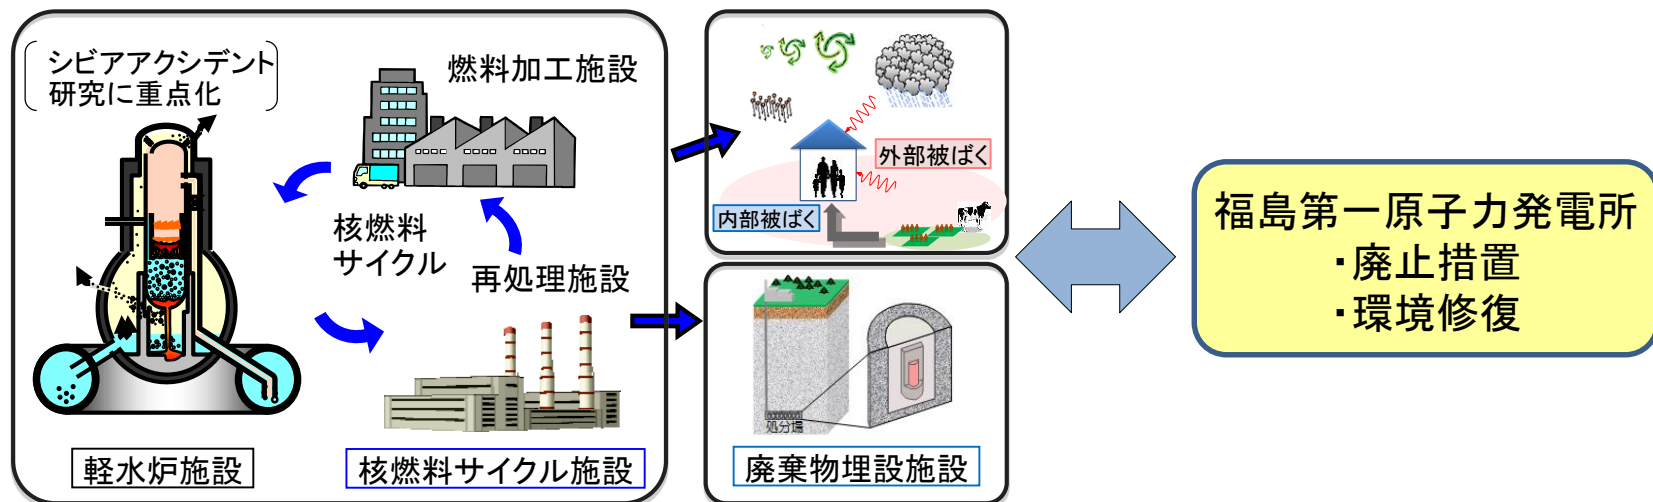 シビアアクシデント
研究に重点化
燃料加工施設
核燃料
サイクル
再処理施設
軽水炉施設
核燃料サイクル施設
外部被ばく
内部被ばく
処分場
廃棄物埋設施設
福島第一原子力発電所
・廃止措置
・環境修復